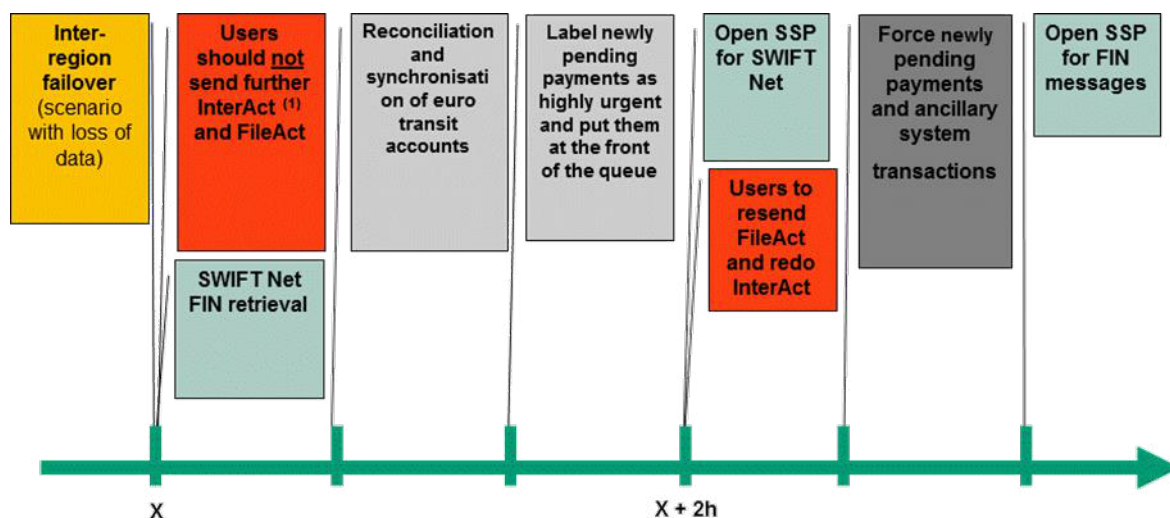 Inter-
region
failover
(scenario
with loss of
data)
Users
should not
send further
InterAct (1)
and FileAct
SWIFT Net
FIN retrieval
Reconciliation
and
synchronisati
on of euro
transit
accounts
Label newly
pending
payments as
highly urgent
and put them
at the front
of the queue
Open SSP
for SWIFT
Net
Users to
resend
FileAct
and redo
InterAct
Force newly
pending
payments
and ancillary
system
transactions
Open SSP
for FIN
messages
X
X + 2h